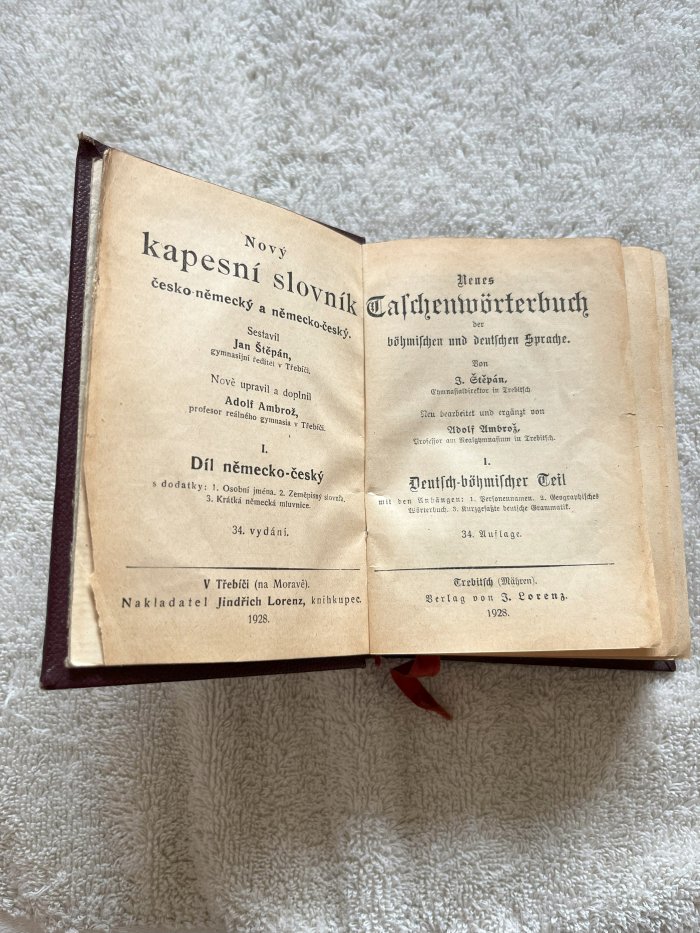 Nový
kapesní slovník
česko-německý a německo-český.
Sestavil
Jan Štěpán,
gymnasijní ředitel v Třebíči.
Nově upravil a doplnil
Adolf Ambrož,
profesor reálného gymnasia v Třebíči.
I.
Díl německo-český
s dodatky: 1. Osobní jména. 2. Zeměpisný slovník.
3. Krátká německá mluvnice.
34. vydání.
V Třebíči (na Moravě).
Nakladatel Jindřich Lorenz, knihkupec.
1928.
Neues
Taſchenwörterbuch
der
böhmiſchen und deutſchen Sprache.
Von
J. Štěpán,
Gymnaſialdirektor in Trebitſch
Neu bearbeitet und ergänzt von
Adolf Ambrož,
Profeſſor am Realgymnaſium in Trebitſch.
I.
Deutſch-böhmiſcher Teil
mit den Anhängen: 1. Perſonennamen. 2. Geographiſches
Wörterbuch. 3. Kurzgefaßte deutſche Grammatik.
34. Auflage.
Trebitſch (Mähren).
Verlag von J. Lorenz.
1928.